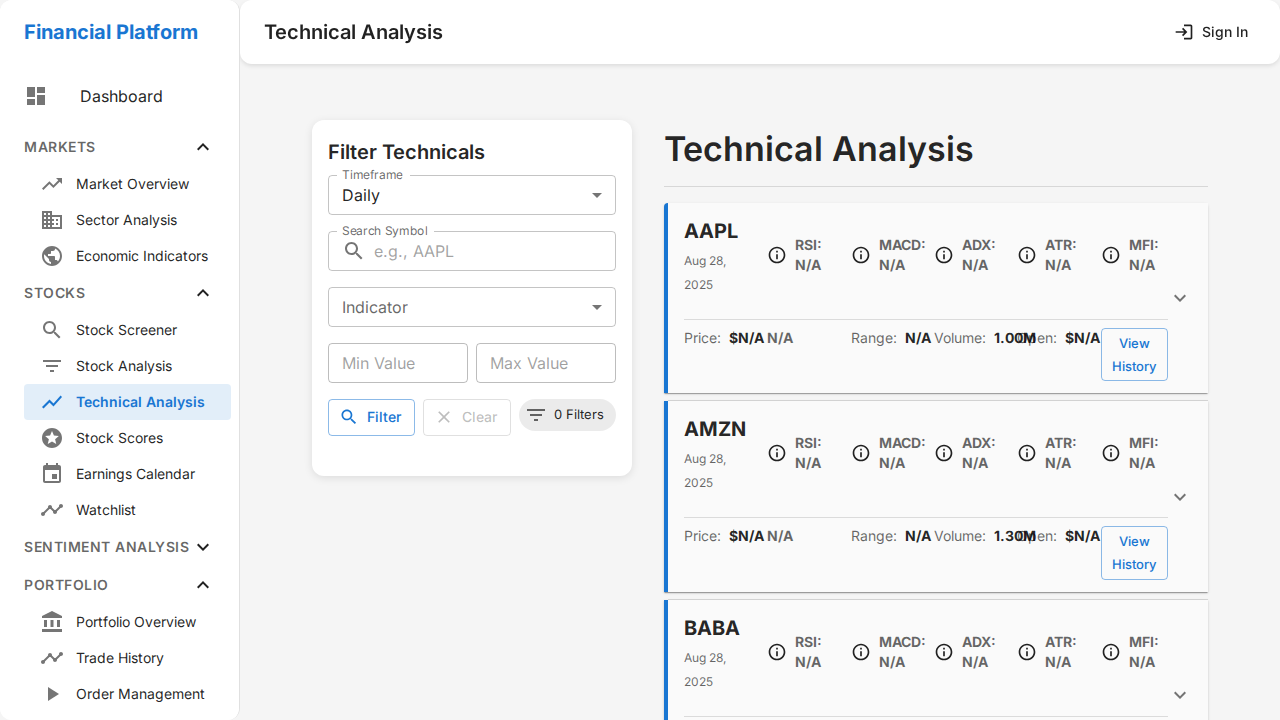 Financial Platform
Dashboard
MARKETS
Market Overview
Sector Analysis
Economic Indicators
STOCKS
Stock Screener
Stock Analysis
Technical Analysis
Stock Scores
Earnings Calendar
Watchlist
SENTIMENT ANALYSIS
PORTFOLIO
Portfolio Overview
Trade History
Order Management
Technical Analysis
Sign In
Filter Technicals
Timeframe
Daily
Search Symbol
e.g., AAPL
Indicator
Min Value
Max Value
Filter
Clear
0 Filters
Technical Analysis
AAPL
Aug 28,
2025
RSI:
N/A
MACD:
N/A
ADX:
N/A
ATR:
N/A
MFI:
N/A
Price: $N/A
N/A
Range: N/A
Volume: 1.00M
Open: $N/A
View
History
AMZN
Aug 28,
2025
RSI:
N/A
MACD:
N/A
ADX:
N/A
ATR:
N/A
MFI:
N/A
Price: $N/A
N/A
Range: N/A
Volume: 1.30M
Open: $N/A
View
History
BABA
Aug 28,
2025
RSI:
N/A
MACD:
N/A
ADX:
N/A
ATR:
N/A
MFI:
N/A